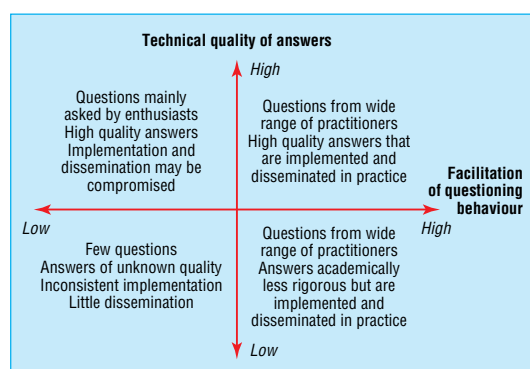 Technical quality of answers
High
Questions mainly
asked by enthusiasts
High quality answers
Implementation and
dissemination may be
compromised
Questions from wide
range of practitioners
High quality answers that
are implemented and
disseminated in practice
Facilitation
of questioning
behaviour
Low
High
Few questions
Answers of unknown quality
Inconsistent implementation
Little dissemination
Questions from wide
range of practitioners
Answers academically
less rigorous but are
implemented and
disseminated in practice
Low